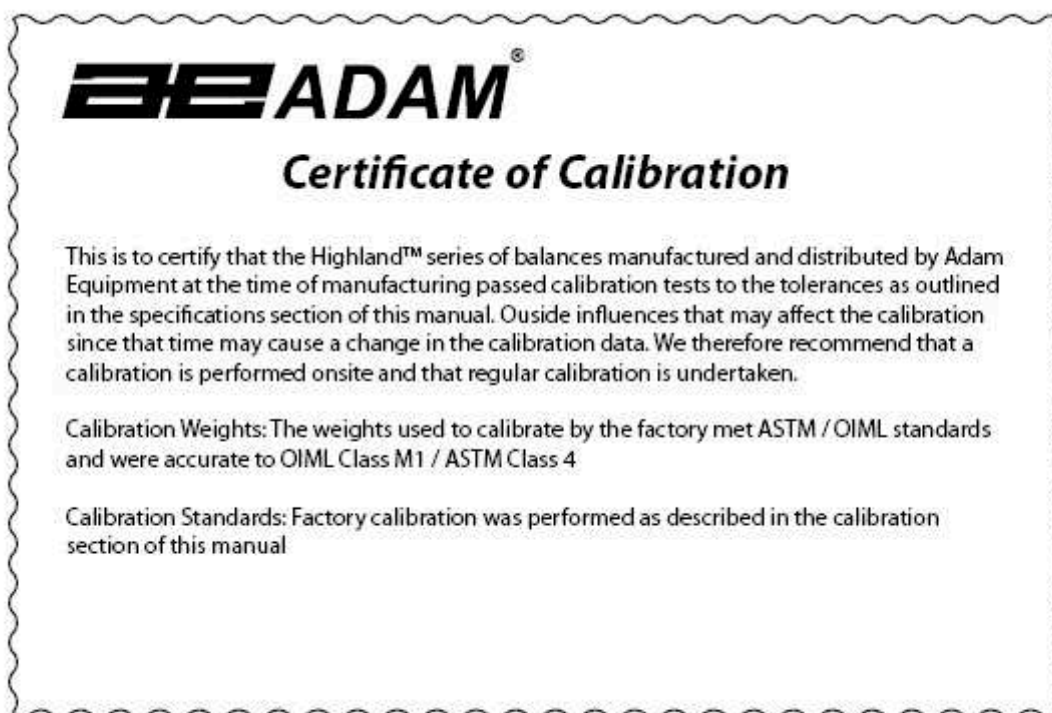 ae ADAM®
Certificate of Calibration
This is to certify that the Highland™ series of balances manufactured and distributed by Adam
Equipment at the time of manufacturing passed calibration tests to the tolerances as outlined
in the specifications section of this manual. Ouside influences that may affect the calibration
since that time may cause a change in the calibration data. We therefore recommend that a
calibration is performed onsite and that regular calibration is undertaken.
Calibration Weights: The weights used to calibrate by the factory met ASTM / OIML standards
and were accurate to OIML Class M1 / ASTM Class 4
Calibration Standards: Factory calibration was performed as described in the calibration
section of this manual